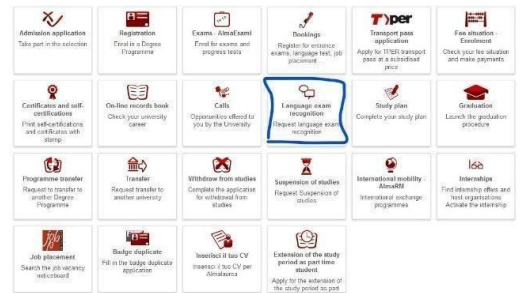 Admission application
Take part in the selection
Registration
Enrol in a Degree
Programme
Exams - AlmaEsami
Enrol for exams and
progress tests
Bookings
Register for entrance
exams, language test, job
placement ...
Transport pass
application
Apply for TPER transport
pass at a subsidised
price
Fee situation -
Enrolment
Check your fee situation
and make payments
Certificates and self-
certifications
Print self-certifications
and certificates with
stamp
On-line records book
Check your university
career
Calls
Opportunities offered to
you by the University
Language exam
recognition
Request language exam
recognition
Study plan
Complete your study plan
Graduation
Launch the graduation
procedure
Programme transfer
Request to transfer to
another Degree
Programme
Transfer
Request transfer to
another university
Withdraw from studies
Complete the application
for withdrawal from
studies
Suspension of studies
Request Suspension of
studies
International mobility -
AlmaRM
International exchange
programmes
Internships
Find internship offers and
host organisations
Activate the internship
Job placement
Search the job vacancy
noticeboard
Badge duplicate
Fill in the badge duplicate
application
Inserisci il tuo CV
Inserisci il tuo CV per
Almalaurea
Extension of the study
period as part time
student
Apply for the extension of
the study period as part